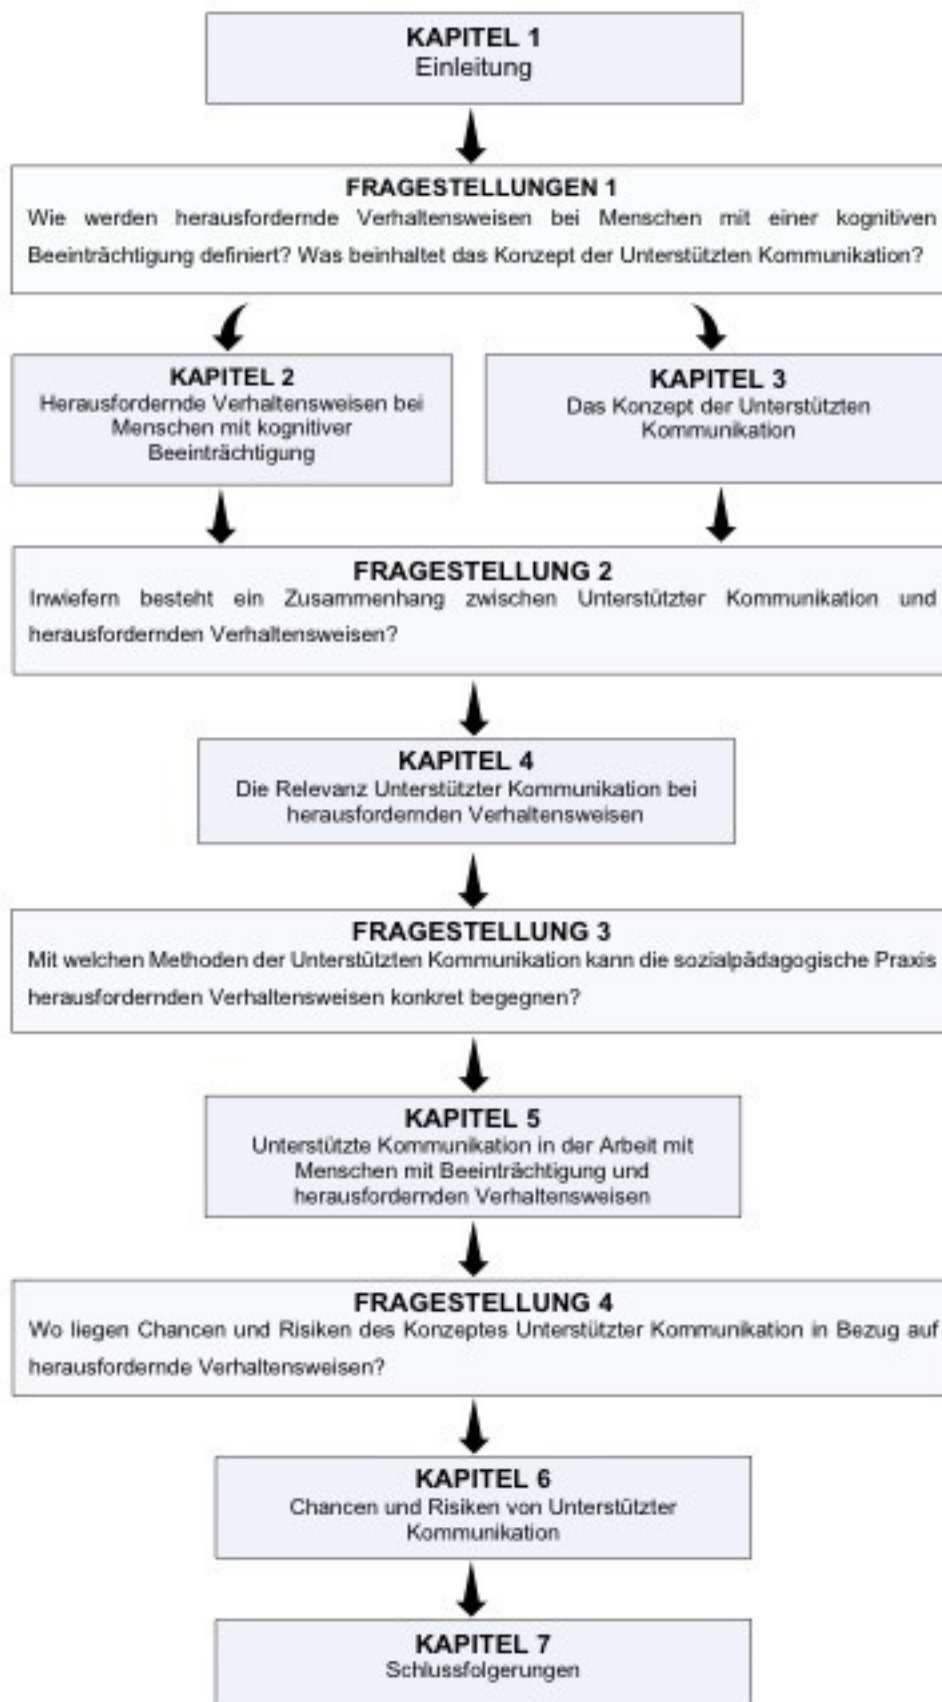 KAPITEL 1
Einleitung
FRAGESTELLUNGEN 1
Wie werden herausfordernde Verhaltensweisen bei Menschen mit einer kognitiven
Beeinträchtigung definiert? Was beinhaltet das Konzept der Unterstützten Kommunikation?
KAPITEL 2
Herausfordernde Verhaltensweisen bei
Menschen mit kognitiver
Beeinträchtigung
KAPITEL 3
Das Konzept der Unterstützten
Kommunikation
FRAGESTELLUNG 2
Inwiefern besteht ein Zusammenhang zwischen Unterstützter Kommunikation und
herausfordernden Verhaltensweisen?
KAPITEL 4
Die Relevanz Unterstützter Kommunikation bei
herausfordernden Verhaltensweisen
FRAGESTELLUNG 3
Mit welchen Methoden der Unterstützten Kommunikation kann die sozialpädagogische Praxis
herausfordernden Verhaltensweisen konkret begegnen?
KAPITEL 5
Unterstützte Kommunikation in der Arbeit mit
Menschen mit Beeinträchtigung und
herausfordernden Verhaltensweisen
FRAGESTELLUNG 4
Wo liegen Chancen und Risiken des Konzeptes Unterstützter Kommunikation in Bezug auf
herausfordernde Verhaltensweisen?
KAPITEL 6
Chancen und Risiken von Unterstützter
Kommunikation
KAPITEL 7
Schlussfolgerungen